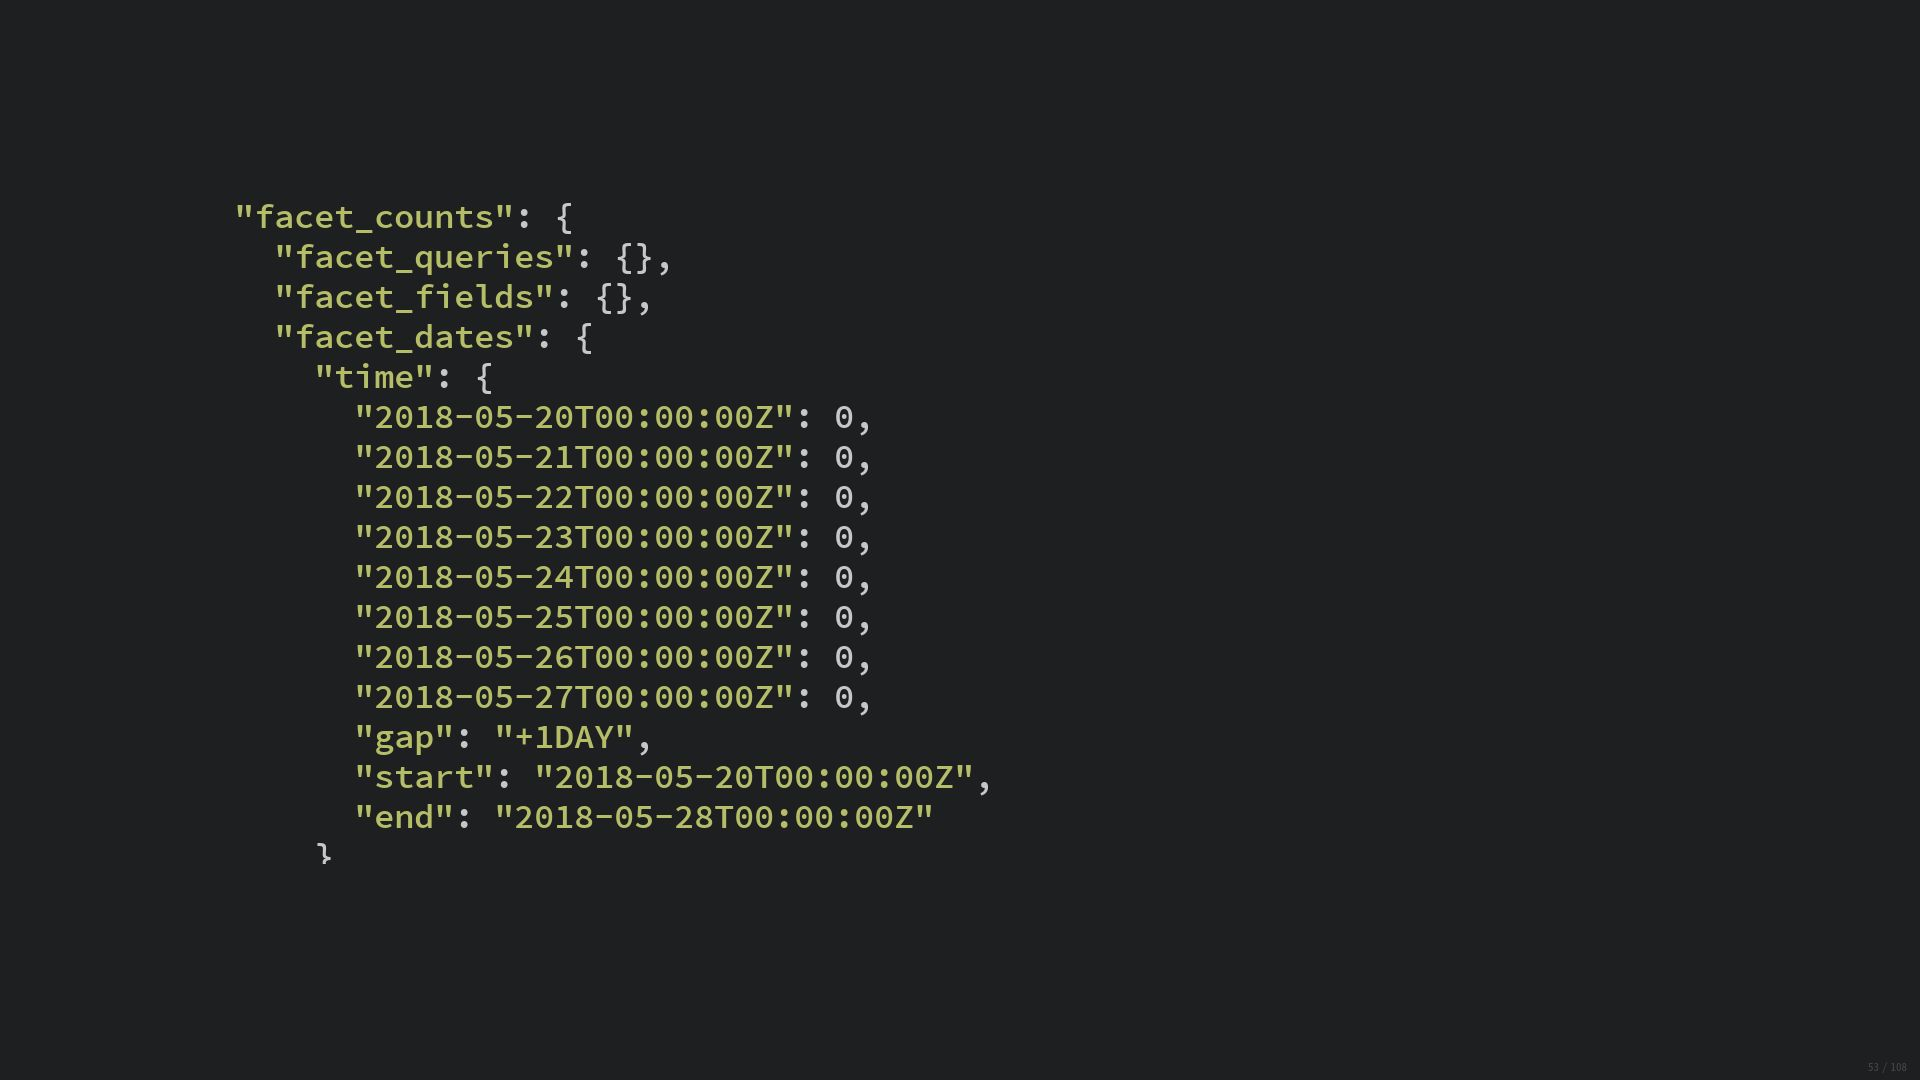 "facet_counts": {
  "facet_queries": {},
  "facet_fields": {},
  "facet_dates": {
    "time": {
      "2018-05-20T00:00:00Z": 0,
      "2018-05-21T00:00:00Z": 0,
      "2018-05-22T00:00:00Z": 0,
      "2018-05-23T00:00:00Z": 0,
      "2018-05-24T00:00:00Z": 0,
      "2018-05-25T00:00:00Z": 0,
      "2018-05-26T00:00:00Z": 0,
      "2018-05-27T00:00:00Z": 0,
      "gap": "+1DAY",
      "start": "2018-05-20T00:00:00Z",
      "end": "2018-05-28T00:00:00Z"
    }
53 / 108